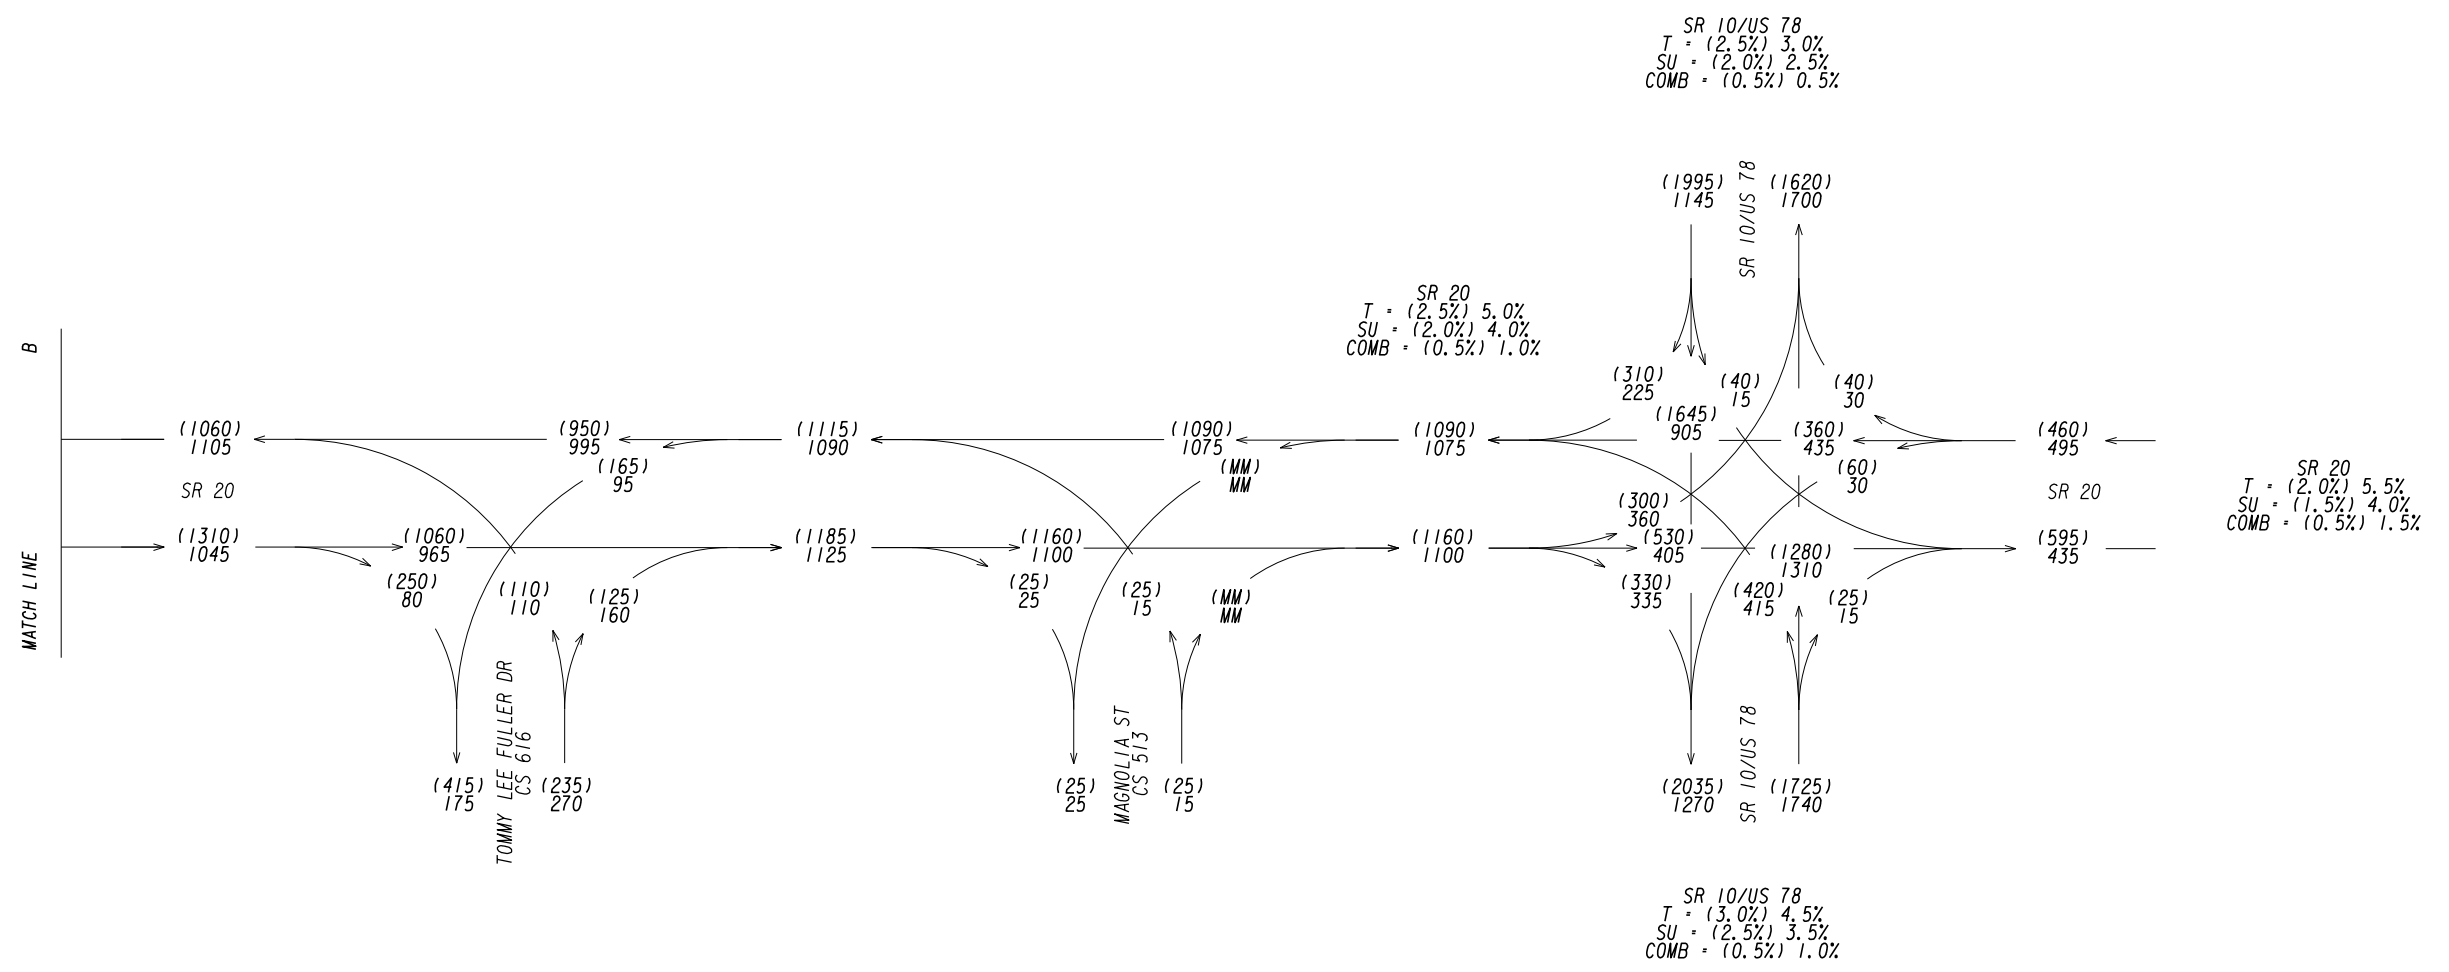 SR 10/US 78
T = (2.5%) 3.0%
SU = (2.0%) 2.5%
COMB = (0.5%) 0.5%
(1995)
1145
SR 10/US 78
(1620)
1700
SR 20
T = (2.5%) 5.0%
SU = (2.0%) 4.0%
COMB = (0.5%) 1.0%
B
MATCH LINE
(1060)
1105
SR 20
(1310)
1045
(950)
995
(165)
95
(1060)
965
(250)
80
(110)
110
(125)
160
TOMMY LEE FULLER DR
CS 616
(415)
175
(235)
270
(1115)
1090
(1185)
1125
(1090)
1075
(MM)
MM
(1160)
1100
(25)
25
(25)
15
(MM)
MM
MAGNOLIA ST
CS 513
(25)
25
(25)
15
(1090)
1075
(1160)
1100
(310)
225
(1645)
905
(40)
15
(40)
30
(360)
435
(60)
30
(300)
360
(530)
405
(330)
335
(1280)
1310
(420)
415
(25)
15
(460)
495
SR 20
(595)
435
SR 20
T = (2.0%) 5.5%
SU = (1.5%) 4.0%
COMB = (0.5%) 1.5%
(2035)
1270
SR 10/US 78
(1725)
1740
SR 10/US 78
T = (3.0%) 4.5%
SU = (2.5%) 3.5%
COMB = (0.5%) 1.0%